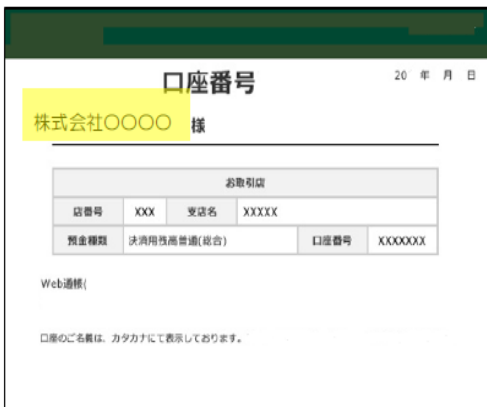 口座番号
20 年 月 日
株式会社〇〇〇〇 様
お取引店
店番号 XXX 支店名 XXXXX
預金種類 決済用残高普通(総合) 口座番号 XXXXXXX
Web通帳(
口座のご名義は、カタカナにて表示しております。